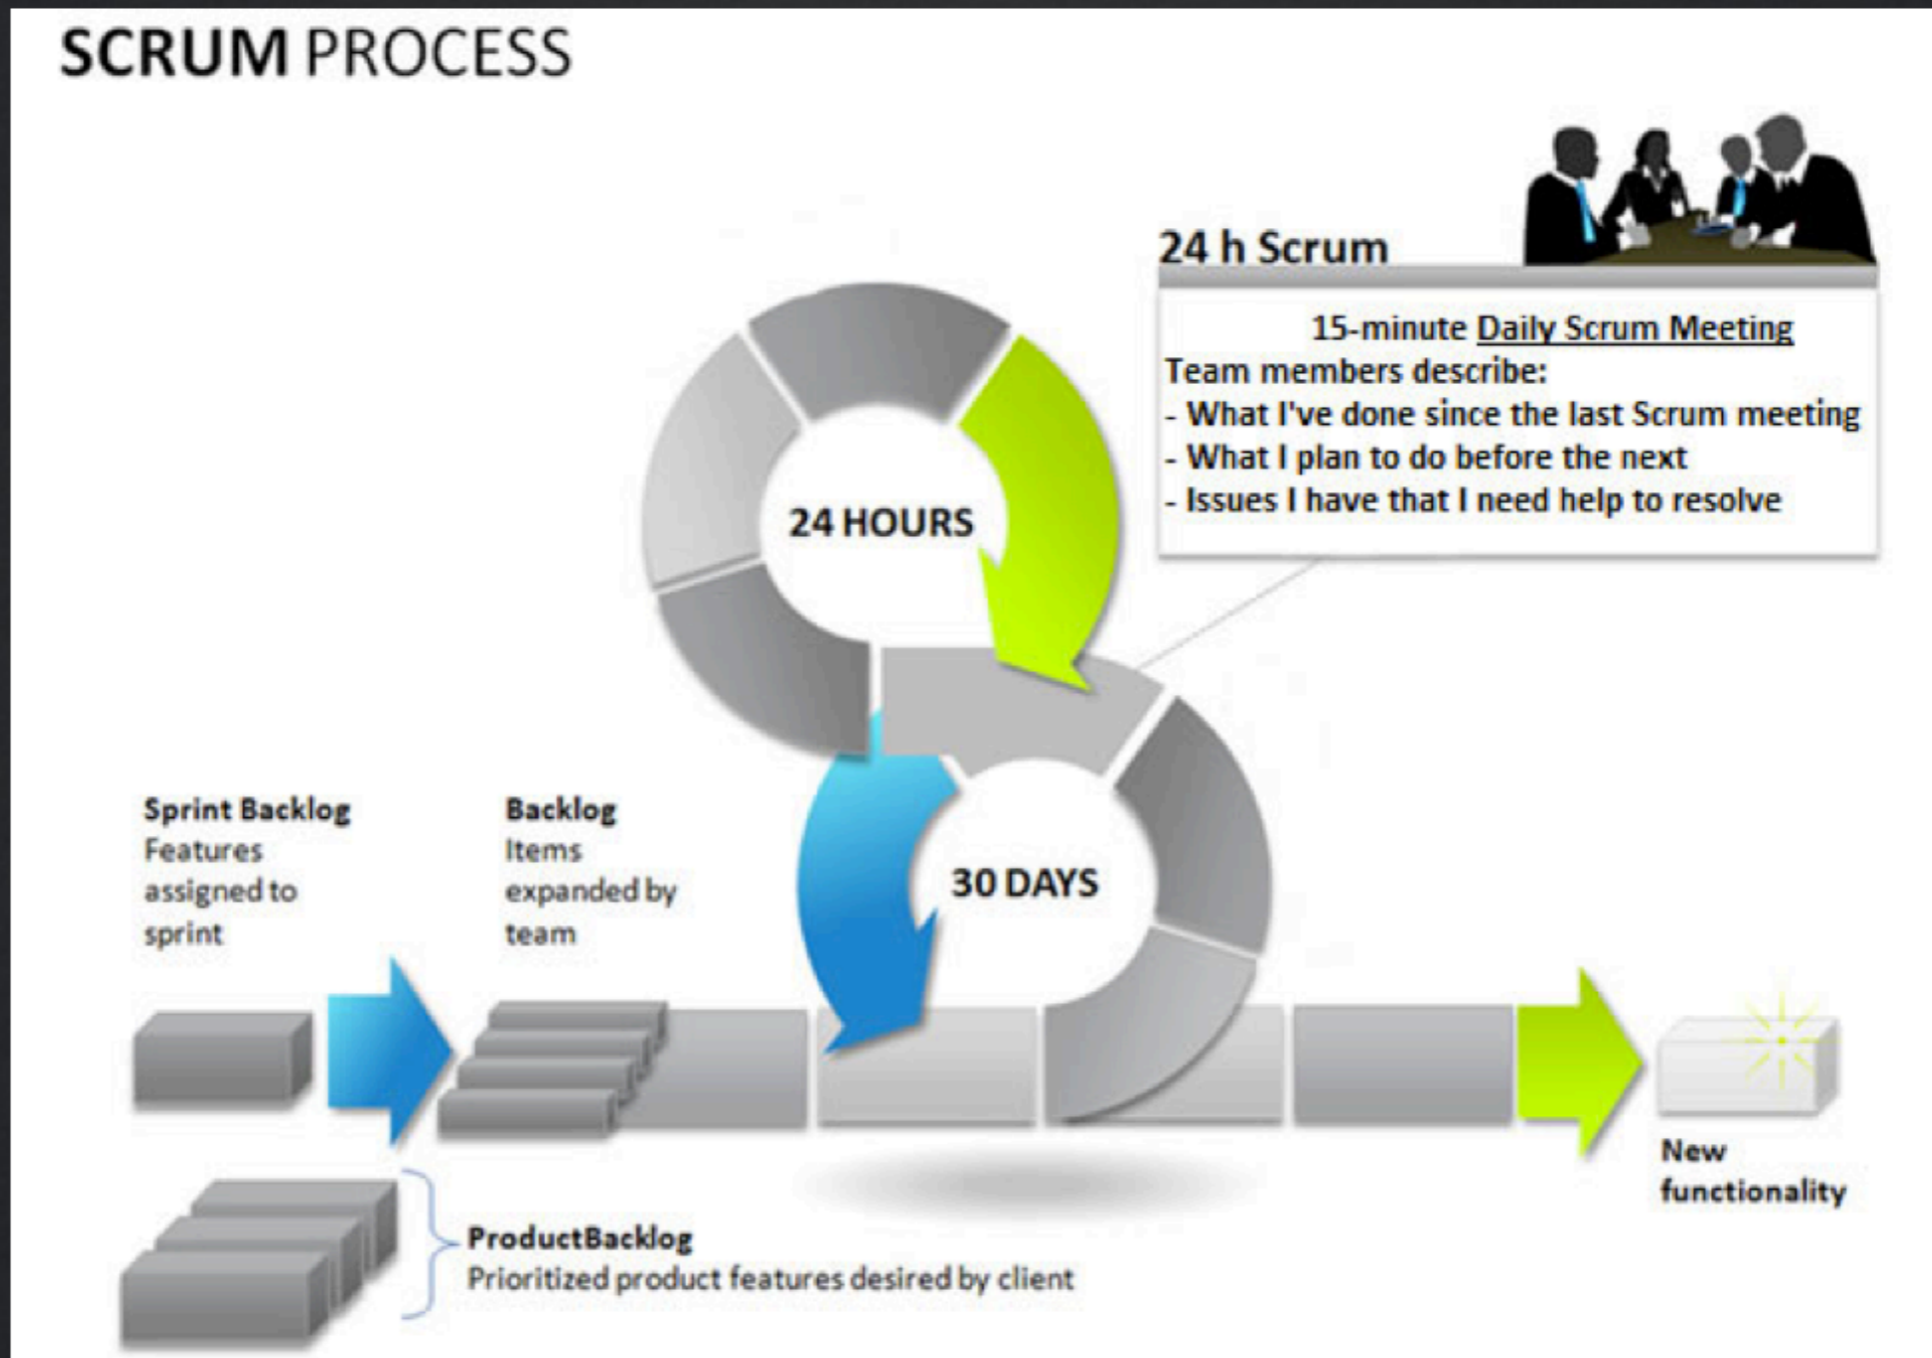 SCRUM PROCESS
24 h Scrum
15-minute Daily Scrum Meeting
Team members describe:
- What I've done since the last Scrum meeting
- What I plan to do before the next
- Issues I have that I need help to resolve
24 HOURS
30 DAYS
Sprint Backlog
Features
assigned to
sprint
Backlog
Items
expanded by
team
New
functionality
ProductBacklog
Prioritized product features desired by client